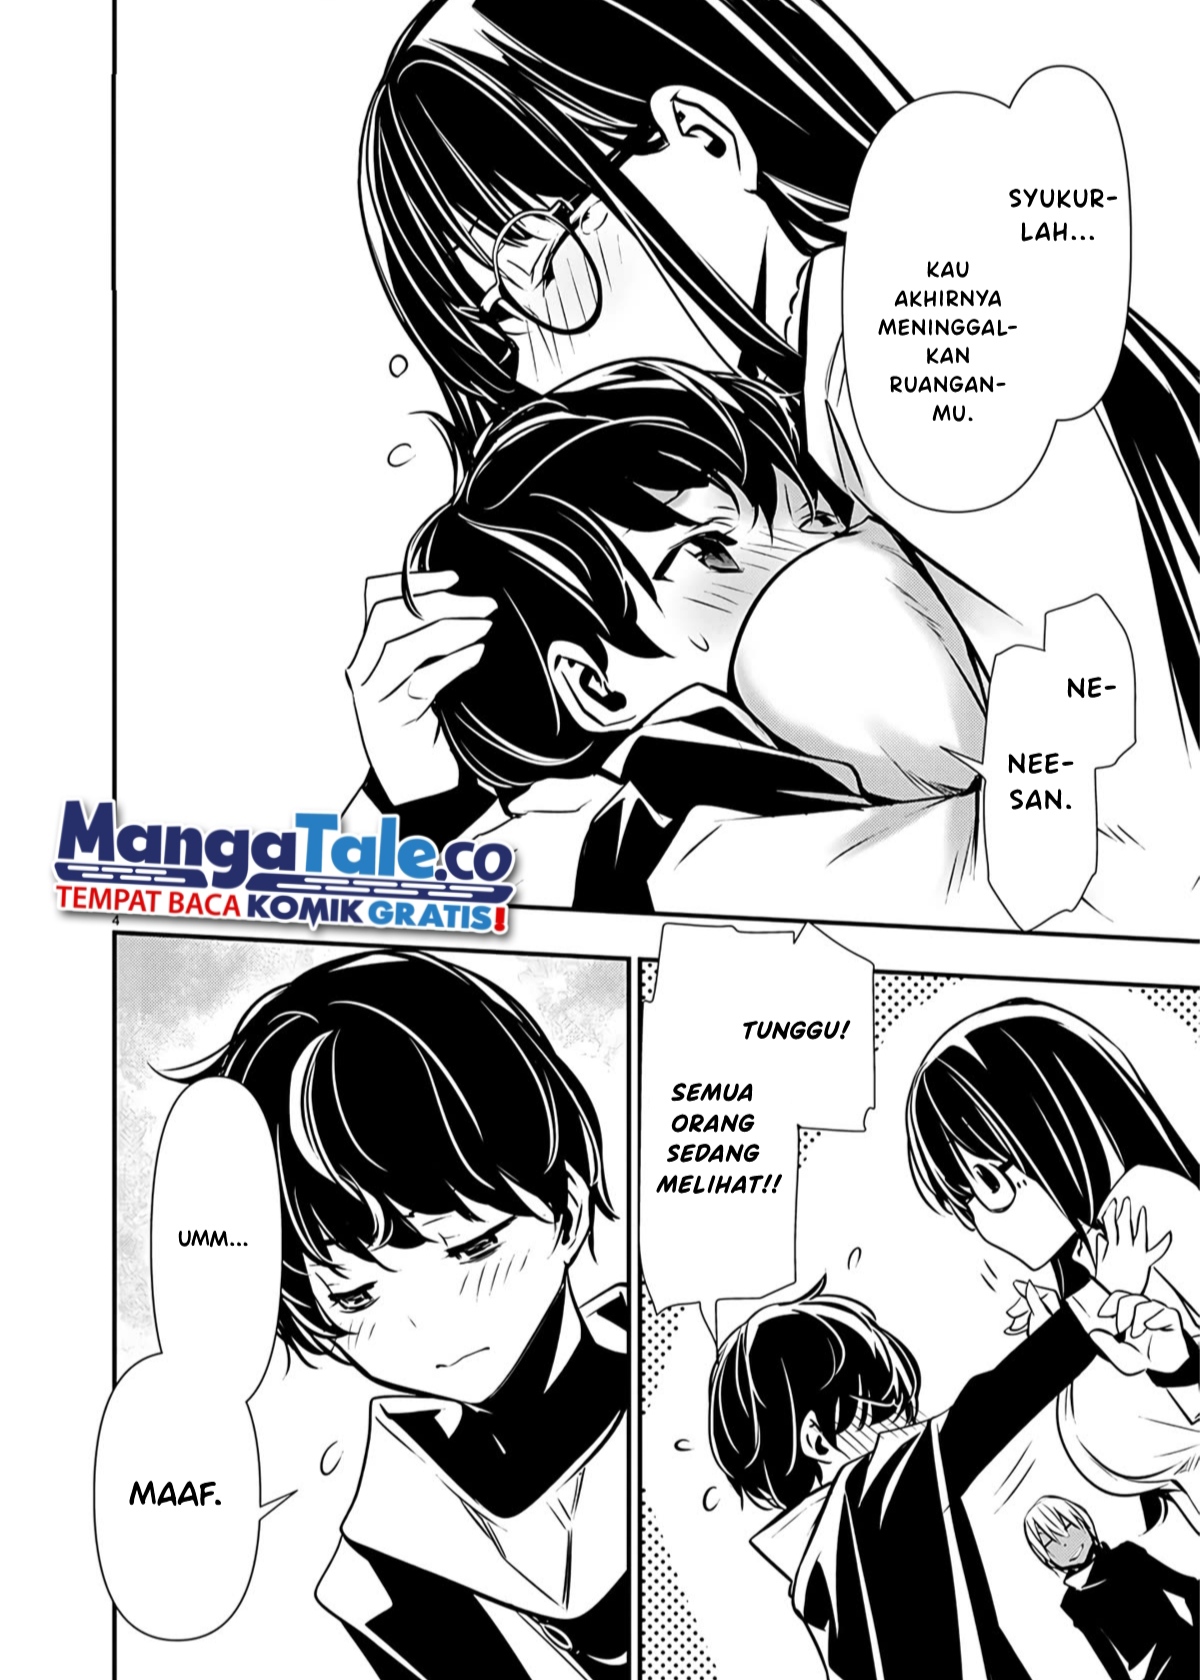 SYUKUR-
LAH...
KAU
AKHIRNYA
MENINGGAL-
KAN
RUANGAN-
MU.
NE-
NEE-
SAN.
MangaTale.co
TEMPAT BACA KOMIK GRATIS!
4
TUNGGU!
SEMUA
ORANG
SEDANG
MELIHAT!!
UMM...
MAAF.